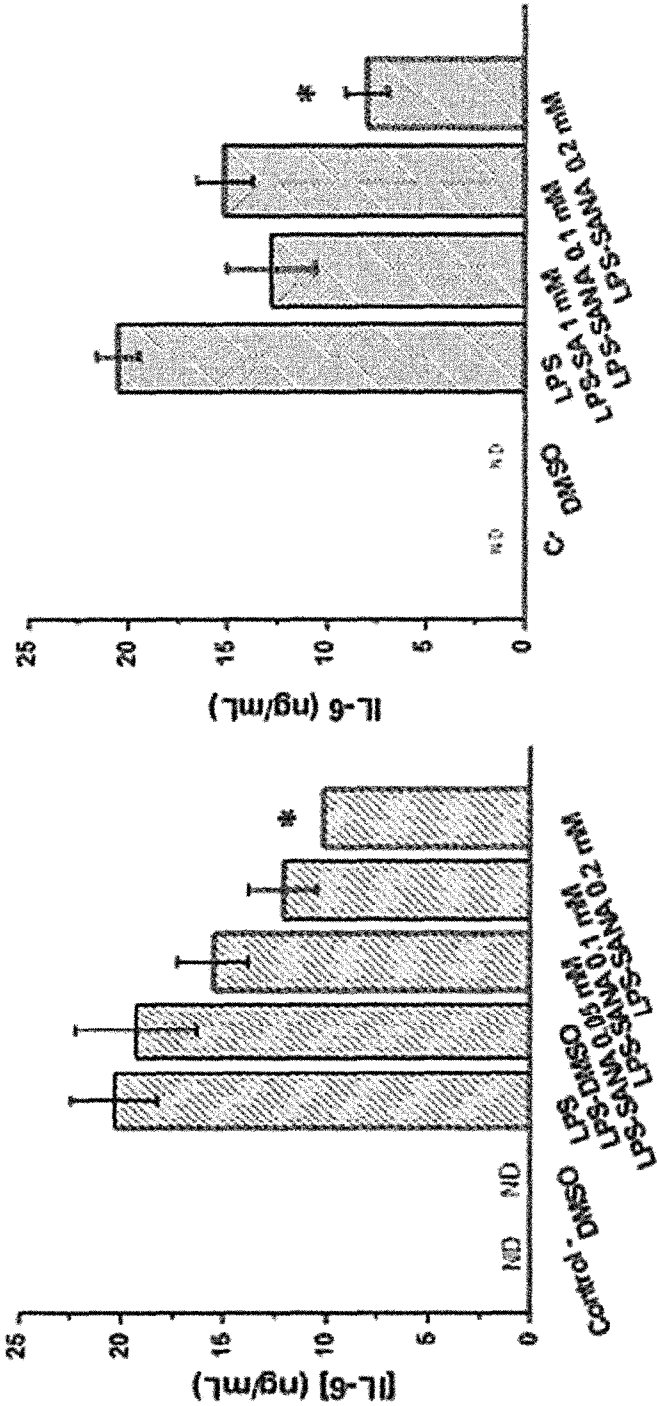 [IL-6] (ng/mL)
25
20
15
10
5
0
ND
ND
*
Control -
DMSO
LPS
LPS-DMSO
LPS-SANA 0.05 mM
LPS-SANA 0.1 mM
LPS-SANA 0.2 mM
IL-6 (ng/mL)
25
20
15
10
5
0
ND
ND
*
C-
DMSO
LPS
LPS-SA 1 mM
LPS-SANA 0.1 mM
LPS-SANA 0.2 mM